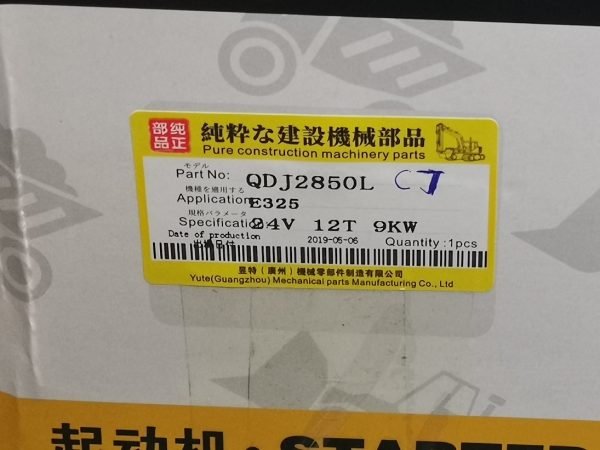 純正部品
純粋な建設機械部品
Pure construction machinery parts
モデル
Part No: QDJ2850L CJ
機種を適用する
Application E325
規格パラメータ
Specification 24V 12T 9KW
Date of production
出場日付 2019-05-06 Quantity:1pcs
昱特(廣州)機械零部件制造有限公司
Yute(Guangzhou) Mechanical parts Manufacturing Co., Ltd
起动机·STARTER